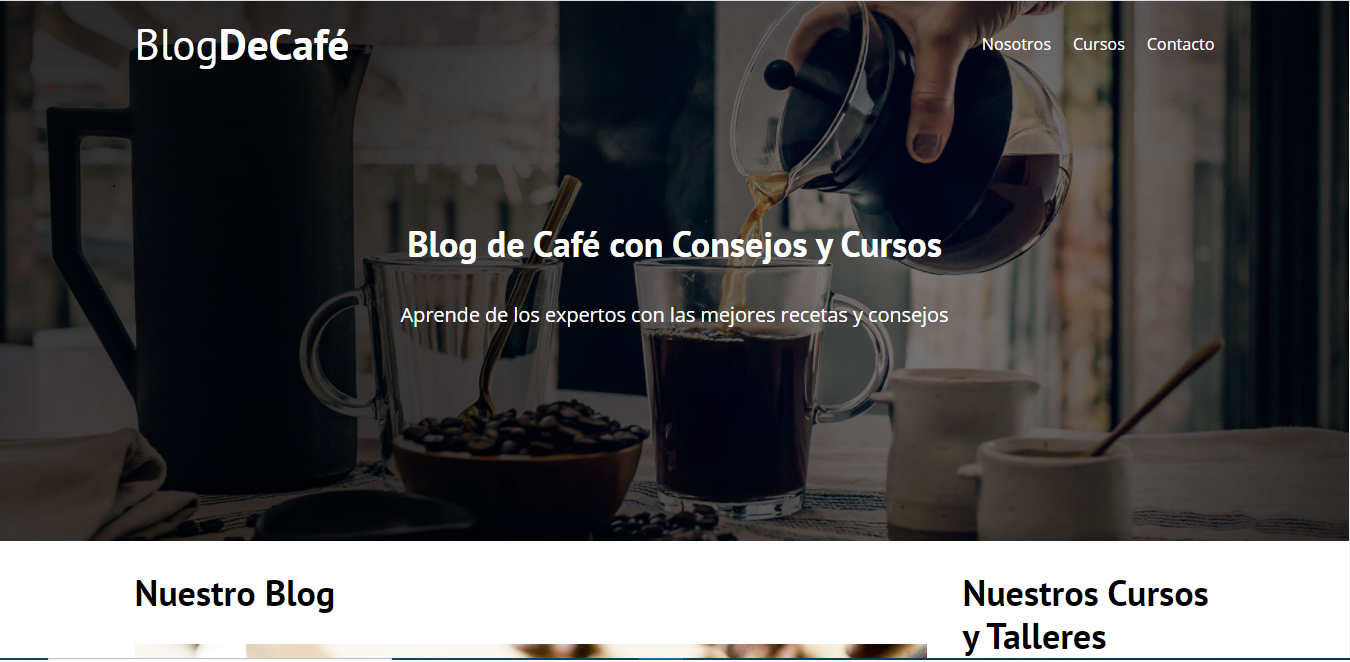 BlogDeCafé
Nosotros Cursos Contacto
Blog de Café con Consejos y Cursos
Aprende de los expertos con las mejores recetas y consejos
Nuestro Blog
Nuestros Cursos
y Talleres